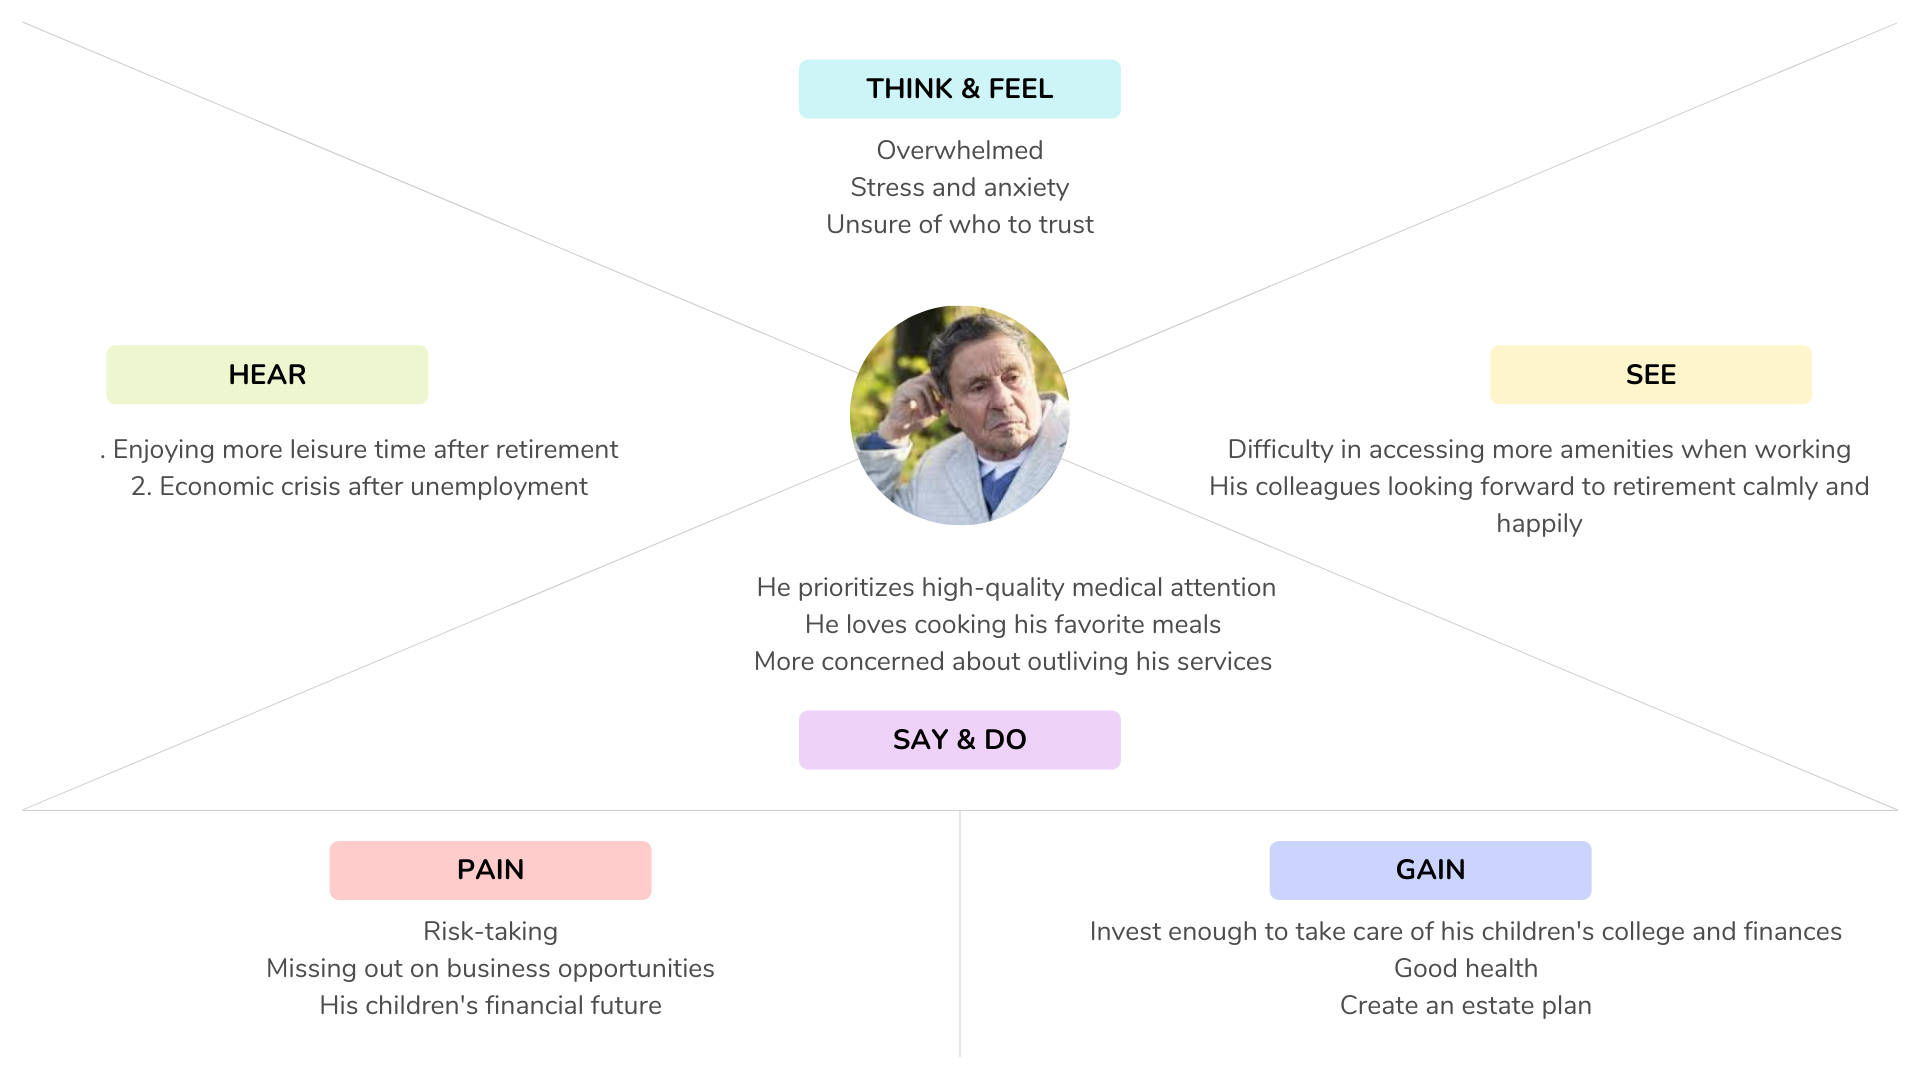 THINK & FEEL
Overwhelmed
Stress and anxiety
Unsure of who to trust
HEAR
. Enjoying more leisure time after retirement
2. Economic crisis after unemployment
SEE
Difficulty in accessing more amenities when working
His colleagues looking forward to retirement calmly and
happily
He prioritizes high-quality medical attention
He loves cooking his favorite meals
More concerned about outliving his services
SAY & DO
PAIN
Risk-taking
Missing out on business opportunities
His children's financial future
GAIN
Invest enough to take care of his children's college and finances
Good health
Create an estate plan